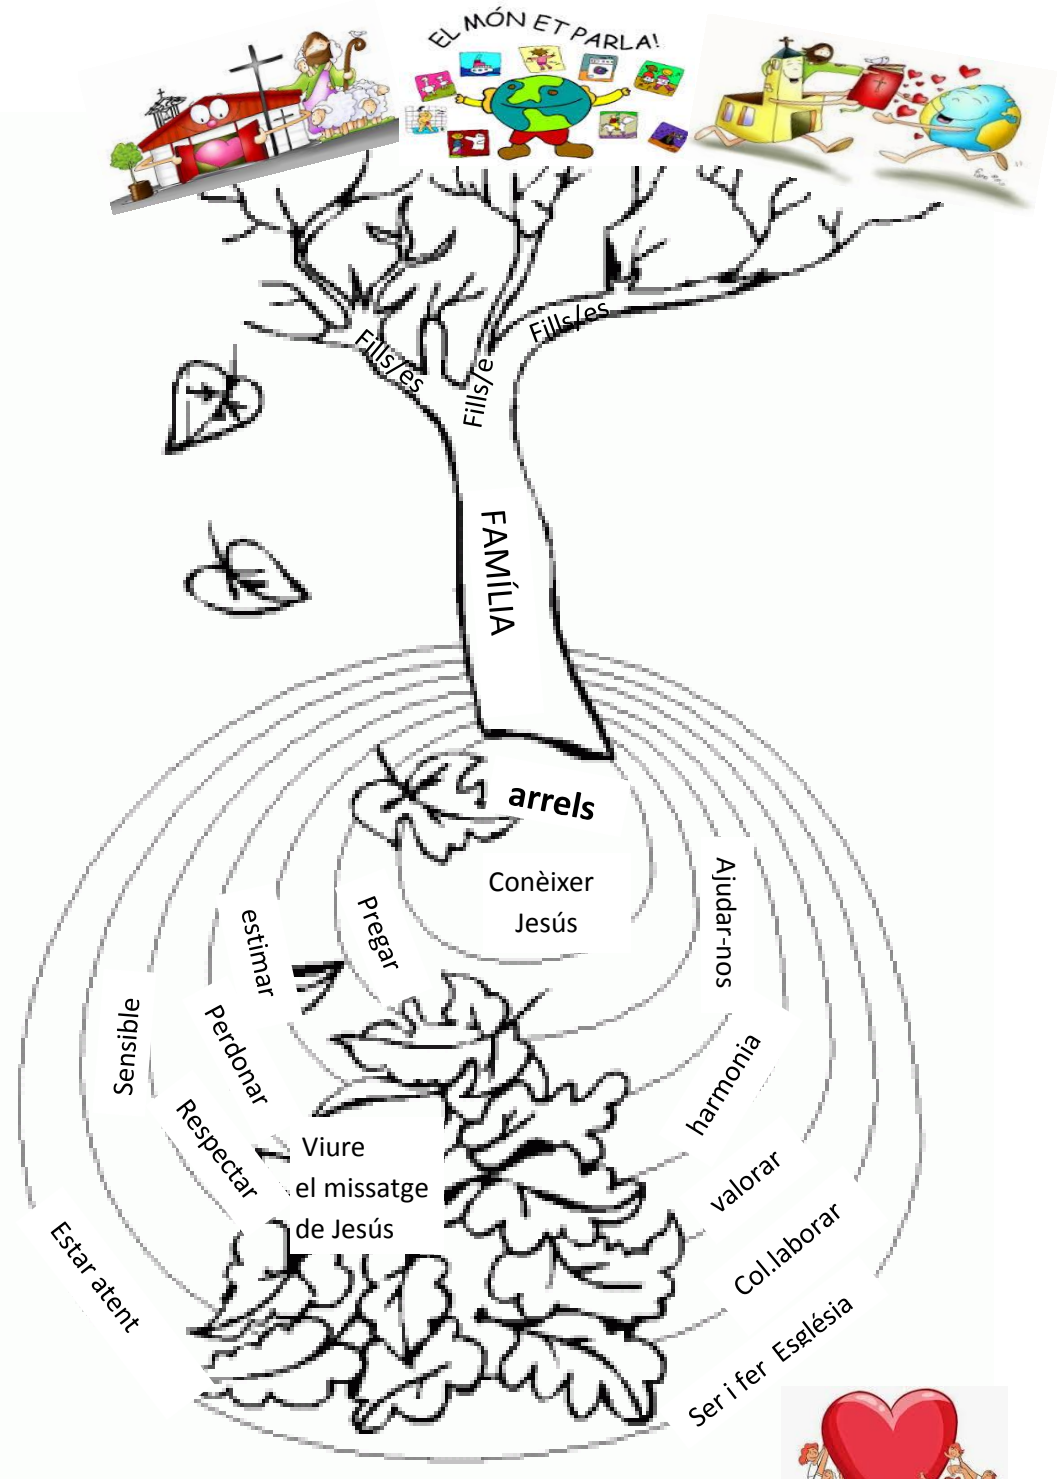 EL MÓN ET PARLA!
Fills/es
Fills/e
Fills/es
FAMÍLIA
arrels
Conèixer
Jesús
Pregar
Ajudar-nos
estimar
Sensible
Perdonar
harmonia
Respectar
Viure
el missatge
de Jesús
valorar
Col.laborar
Estar atent
Ser i fer Església